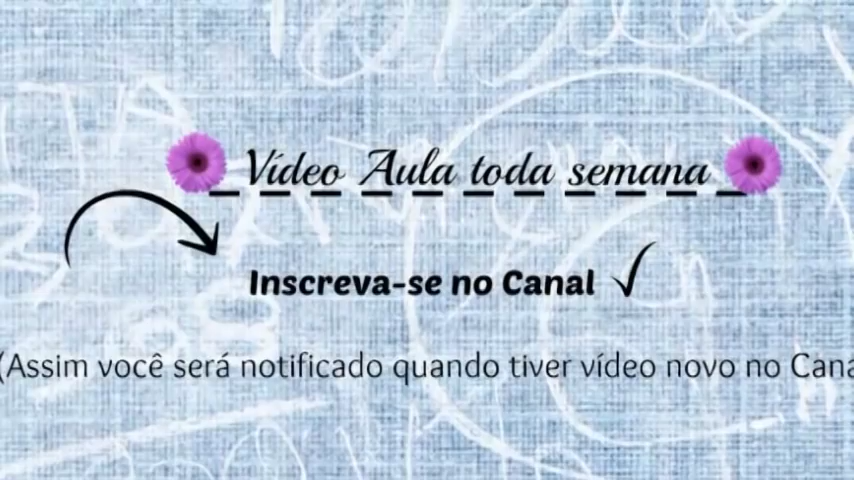 Vídeo Aula toda semana
Inscreva-se no Canal
(Assim você será notificado quando tiver vídeo novo no Cana